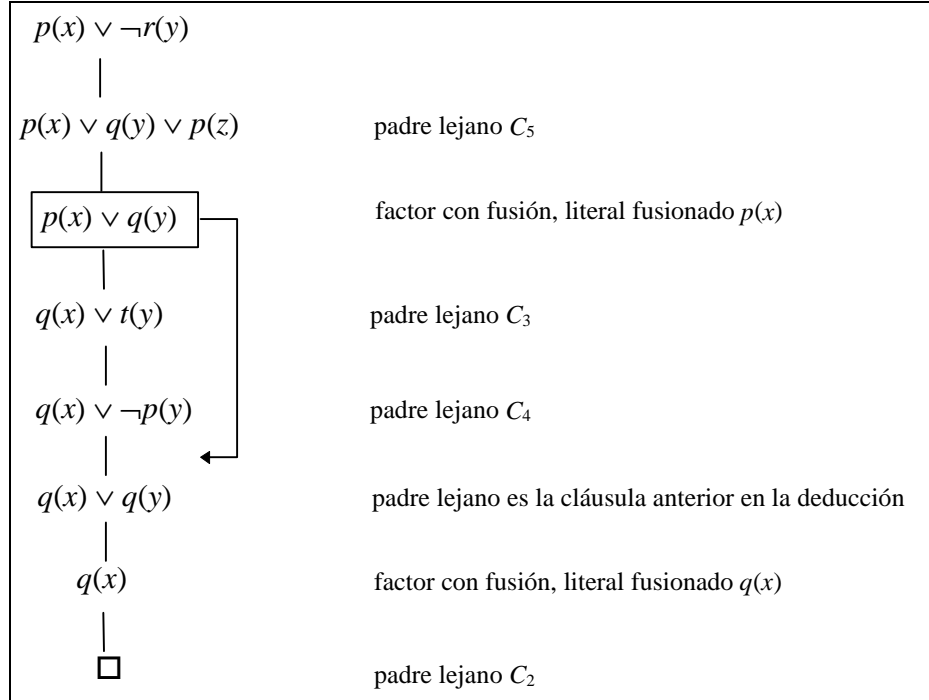 p(x) ∨ ¬r(y)
p(x) ∨ q(y) ∨ p(z) padre lejano C₅
p(x) ∨ q(y) factor con fusión, literal fusionado p(x)
q(x) ∨ t(y) padre lejano C₃
q(x) ∨ ¬p(y) padre lejano C₄
q(x) ∨ q(y) padre lejano es la cláusula anterior en la deducción
q(x) factor con fusión, literal fusionado q(x)
□ padre lejano C₂